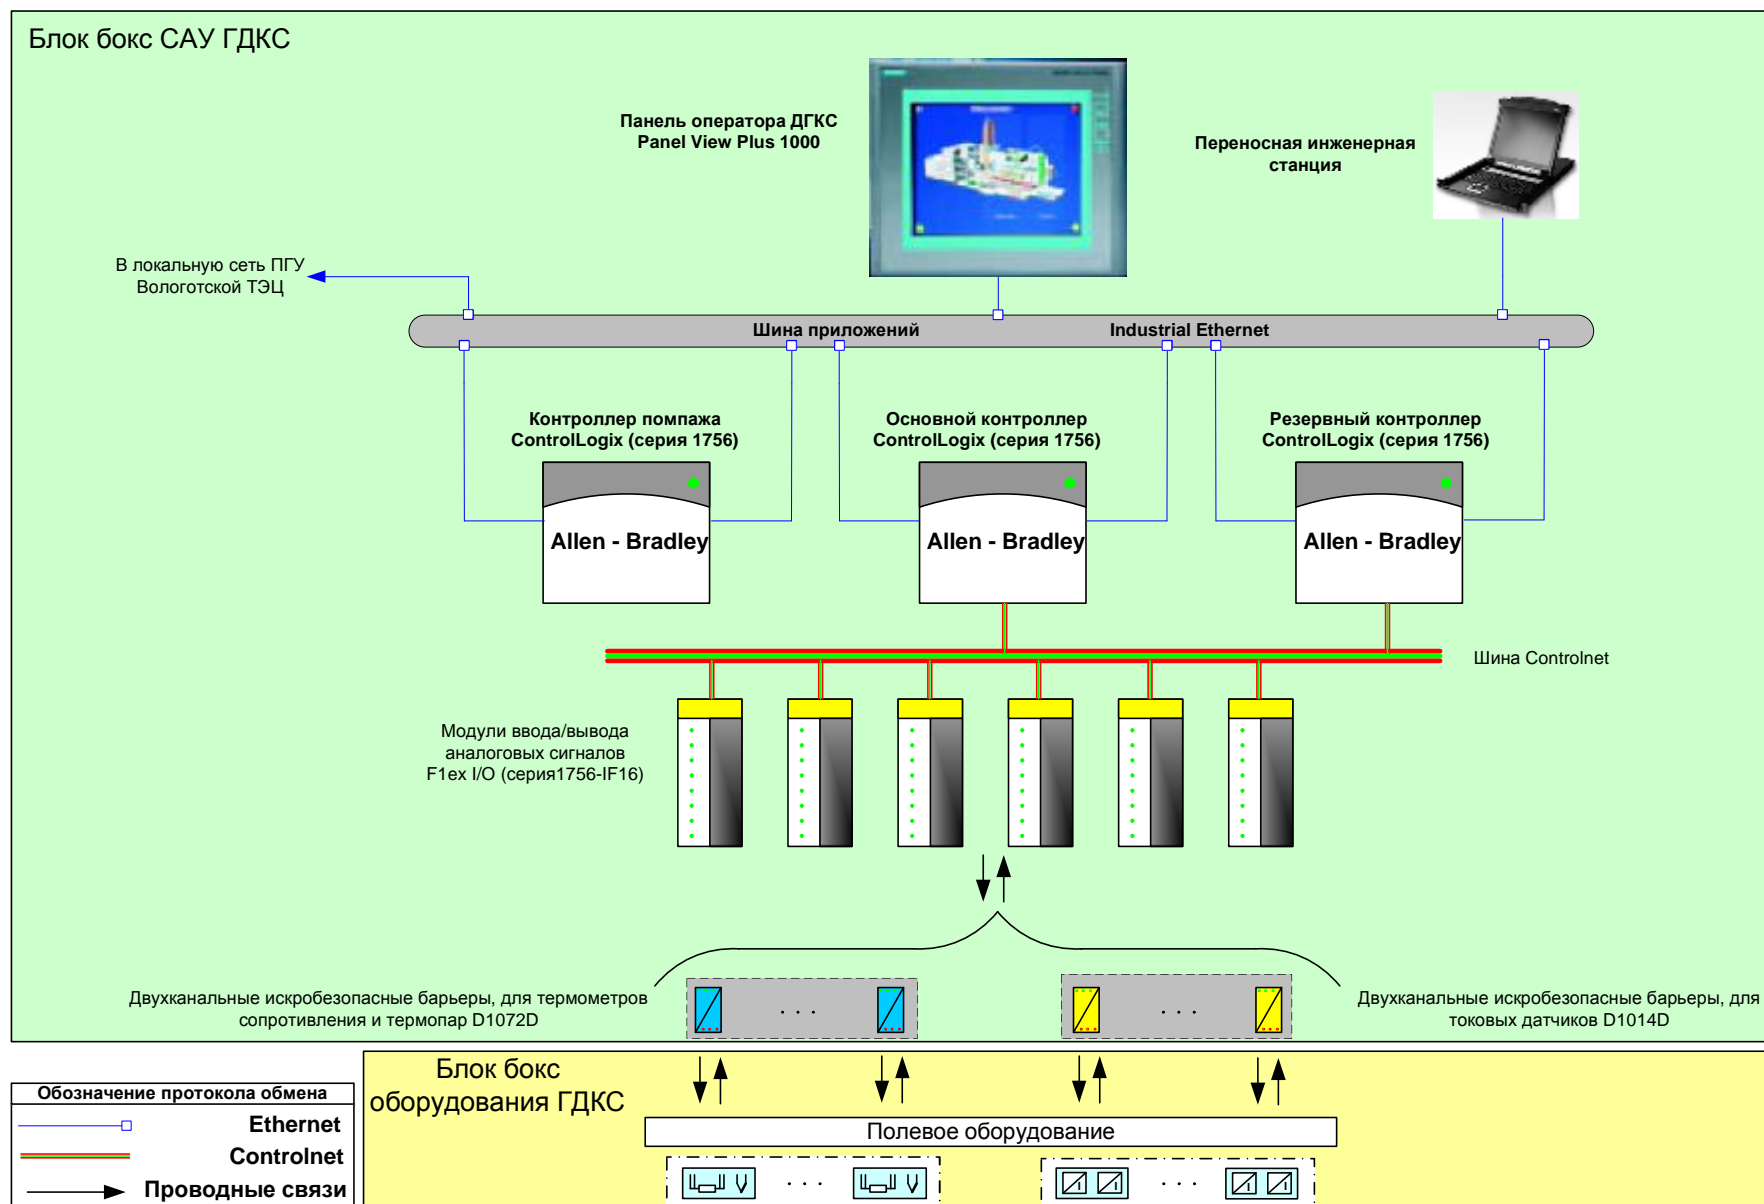 Блок бокс САУ ГДКС
Панель оператора ДГКС
Panel View Plus 1000
Переносная инженерная
станция
В локальную сеть ПГУ
Вологотской ТЭЦ
Шина приложений
Industrial Ethernet
Контроллер помпажа
ControlLogix (серия 1756)
Основной контроллер
ControlLogix (серия 1756)
Резервный контроллер
ControlLogix (серия 1756)
Allen - Bradley
Allen - Bradley
Allen - Bradley
Шина Controlnet
Модули ввода/вывода
аналоговых сигналов
F1ex I/O (серия1756-IF16)
Двухканальные искробезопасные барьеры, для термометров
сопротивления и термопар D1072D
Двухканальные искробезопасные барьеры, для
токовых датчиков D1014D
Блок бокс
оборудования ГДКС
Полевое оборудование
Обозначение протокола обмена
Ethernet
Controlnet
Проводные связи